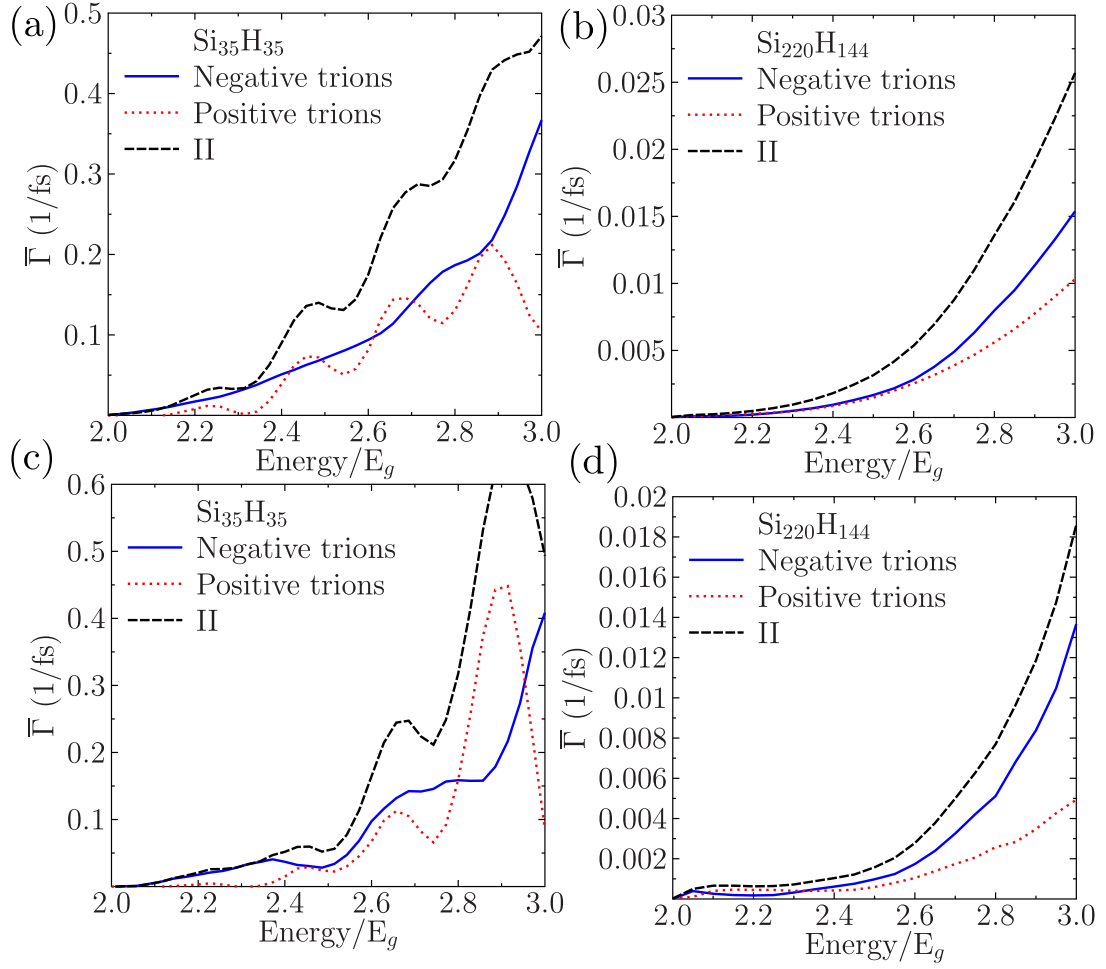 (a)
Si₃₅H₃₅
Negative trions
Positive trions
II
0.5
0.4
0.3
0.2
0.1
Γ̅ (1/fs)
2.0 2.2 2.4 2.6 2.8 3.0
Energy/E_g
(b)
Si₂₂₀H₁₄₄
Negative trions
Positive trions
II
0.03
0.025
0.02
0.015
0.01
0.005
Γ̅ (1/fs)
2.0 2.2 2.4 2.6 2.8 3.0
Energy/E_g
(c)
Si₃₅H₃₅
Negative trions
Positive trions
II
0.6
0.5
0.4
0.3
0.2
0.1
Γ̅ (1/fs)
2.0 2.2 2.4 2.6 2.8 3.0
Energy/E_g
(d)
Si₂₂₀H₁₄₄
Negative trions
Positive trions
II
0.02
0.018
0.016
0.014
0.012
0.01
0.008
0.006
0.004
0.002
Γ̅ (1/fs)
2.0 2.2 2.4 2.6 2.8 3.0
Energy/E_g